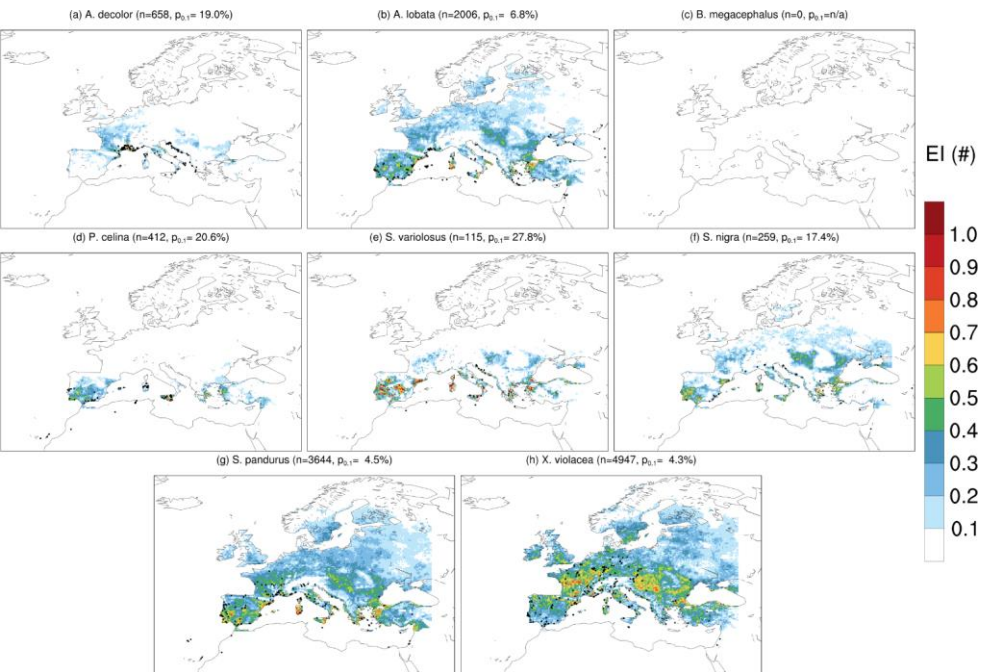 (a) A. decolor (n=658, p0.1= 19.0%)
(b) A. lobata (n=2006, p0.1= 6.8%)
(c) B. megacephalus (n=0, p0.1=n/a)
EI (#)
(d) P. celina (n=412, p0.1= 20.6%)
(e) S. variolosus (n=115, p0.1= 27.8%)
(f) S. nigra (n=259, p0.1= 17.4%)
1.0
0.9
0.8
0.7
0.6
0.5
0.4
0.3
0.2
0.1
(g) S. pandurus (n=3644, p0.1= 4.5%)
(h) X. violacea (n=4947, p0.1= 4.3%)